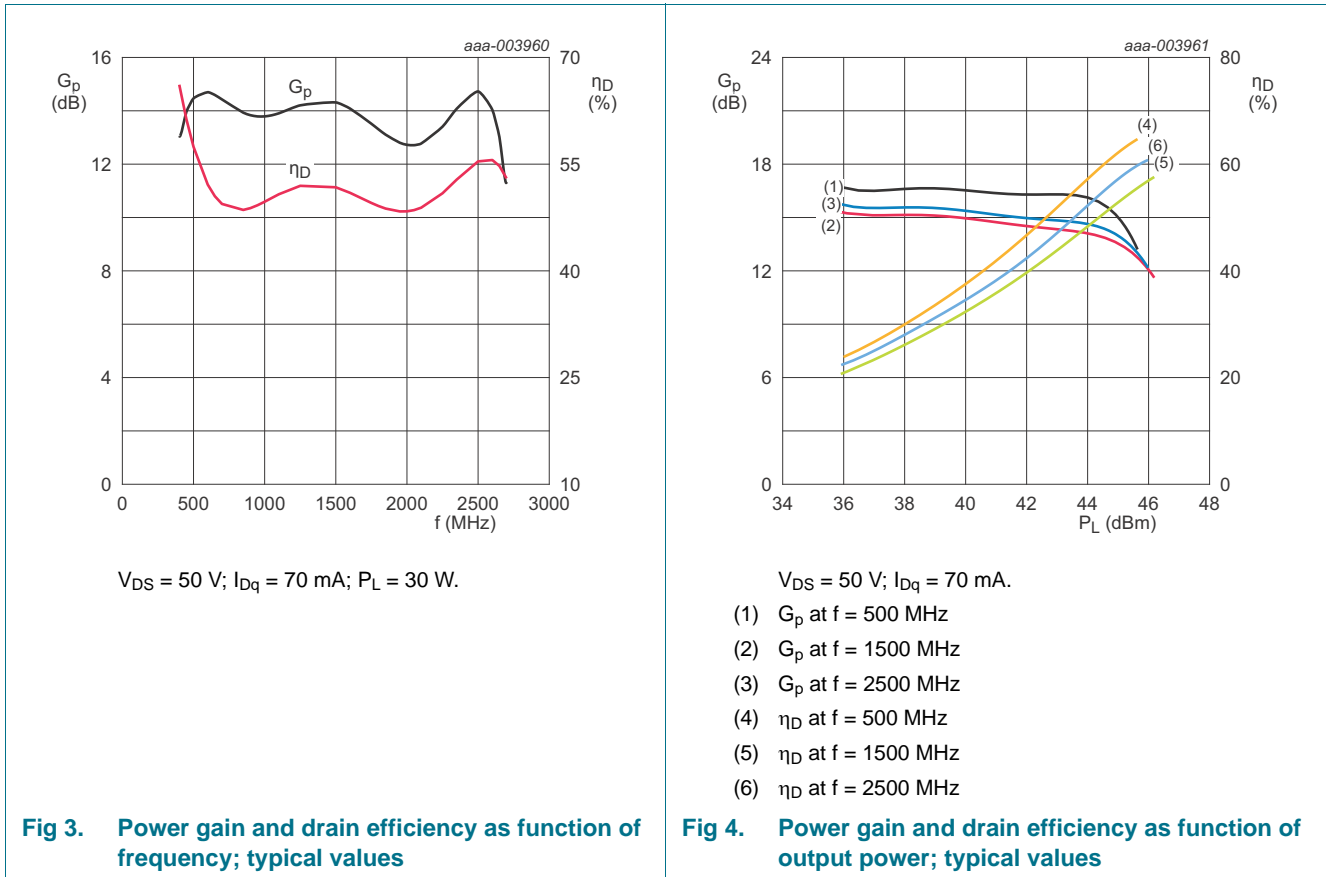 aaa-003960
16
12
8
4
0
Gp
(dB)
70
55
40
25
10
ηD
(%)
Gp
ηD
0 500 1000 1500 2000 2500 3000
f (MHz)
VDS = 50 V; IDq = 70 mA; PL = 30 W.
Fig 3. Power gain and drain efficiency as function of
frequency; typical values
aaa-003961
24
18
12
6
0
Gp
(dB)
80
60
40
20
0
ηD
(%)
(4)
(6)
(5)
(1)
(3)
(2)
34 36 38 40 42 44 46 48
PL (dBm)
VDS = 50 V; IDq = 70 mA.
(1) Gp at f = 500 MHz
(2) Gp at f = 1500 MHz
(3) Gp at f = 2500 MHz
(4) ηD at f = 500 MHz
(5) ηD at f = 1500 MHz
(6) ηD at f = 2500 MHz
Fig 4. Power gain and drain efficiency as function of
output power; typical values